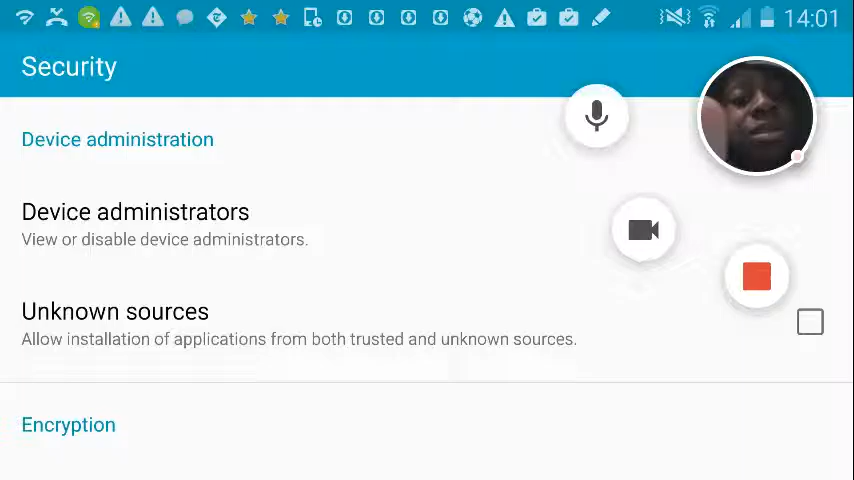 14:01
Security
Device administration
Device administrators
View or disable device administrators.
Unknown sources
Allow installation of applications from both trusted and unknown sources.
Encryption